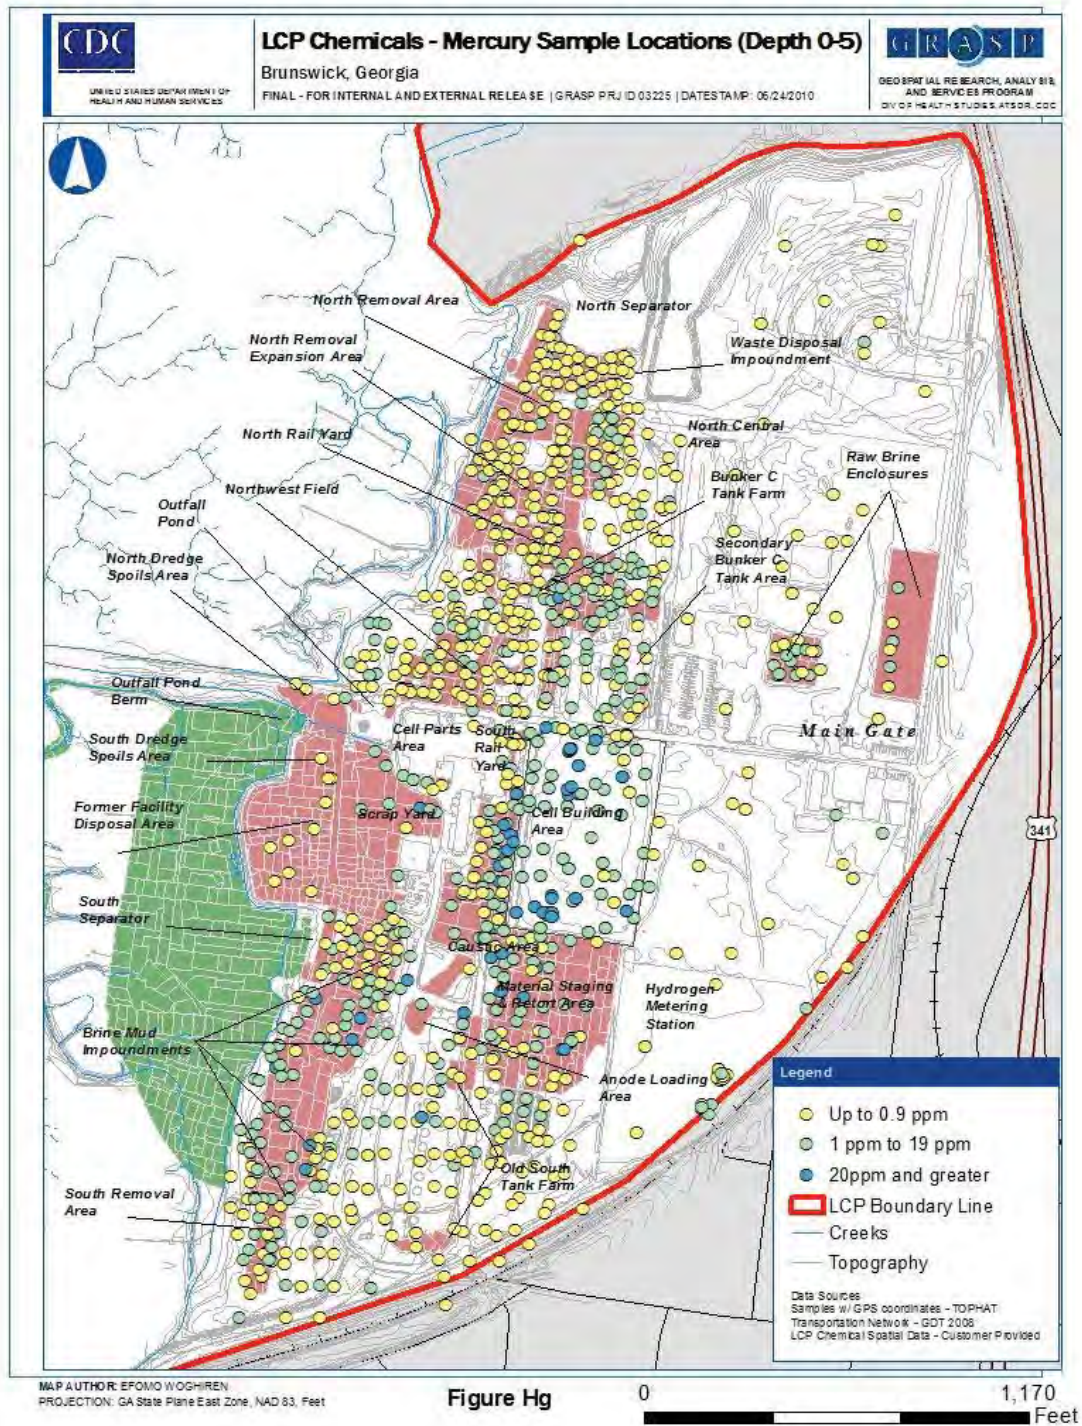 CDC
UNITED STATES DEPARTMENT OF
HEALTH AND HUMAN SERVICES
LCP Chemicals - Mercury Sample Locations (Depth 0-5)
Brunswick, Georgia
FINAL - FOR INTERNAL AND EXTERNAL RELEASE | GRASP PRJ ID 03225 | DATESTAMP: 06/24/2010
GRASP
GEOSPATIAL RESEARCH, ANALYSIS,
AND SERVICES PROGRAM
DIV OF HEALTH STUDIES, ATSDR, CDC
North Removal Area
North Separator
North Removal
Expansion Area
Waste Disposal
Impoundment
North Rail Yard
North Central
Area
Raw Brine
Enclosures
Bunker C
Tank Farm
Northwest Field
Outfall
Pond
Secondary
Bunker C
Tank Area
North Dredge
Spoils Area
Outfall Pond
Berm
Cell Parts
Area
South
Rail
Yard
Main Gate
South Dredge
Spoils Area
Former Facility
Disposal Area
Scrap Yard
Cell Building
Area
341
South
Separator
Caustic Area
Material Staging
& Retort Area
Hydrogen
Metering
Station
Brine Mud
Impoundments
Anode Loading
Area
Old South
Tank Farm
South Removal
Area
Legend
Up to 0.9 ppm
1 ppm to 19 ppm
20ppm and greater
LCP Boundary Line
Creeks
Topography
Data Sources
Samples w/ GPS coordinates - TOPHAT
Transportation Network - GDT 2008
LCP Chemical Spatial Data - Customer Provided
MAP AUTHOR: EFOMO WOGHIREN
PROJECTION: GA State Plane East Zone, NAD 83, Feet
Figure Hg
0
1,170
Feet